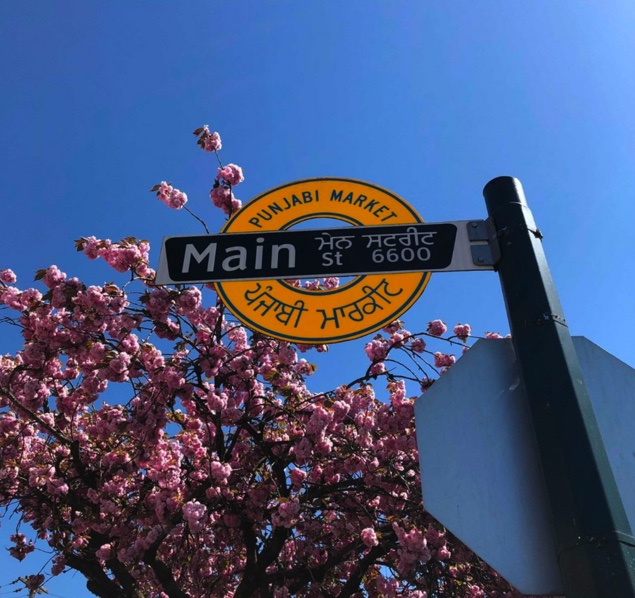 PUNJABI MARKET
Main St 6600
ਮੇਨ ਸਟਰੀਟ
ਪੰਜਾਬੀ ਮਾਰਕੀਟ